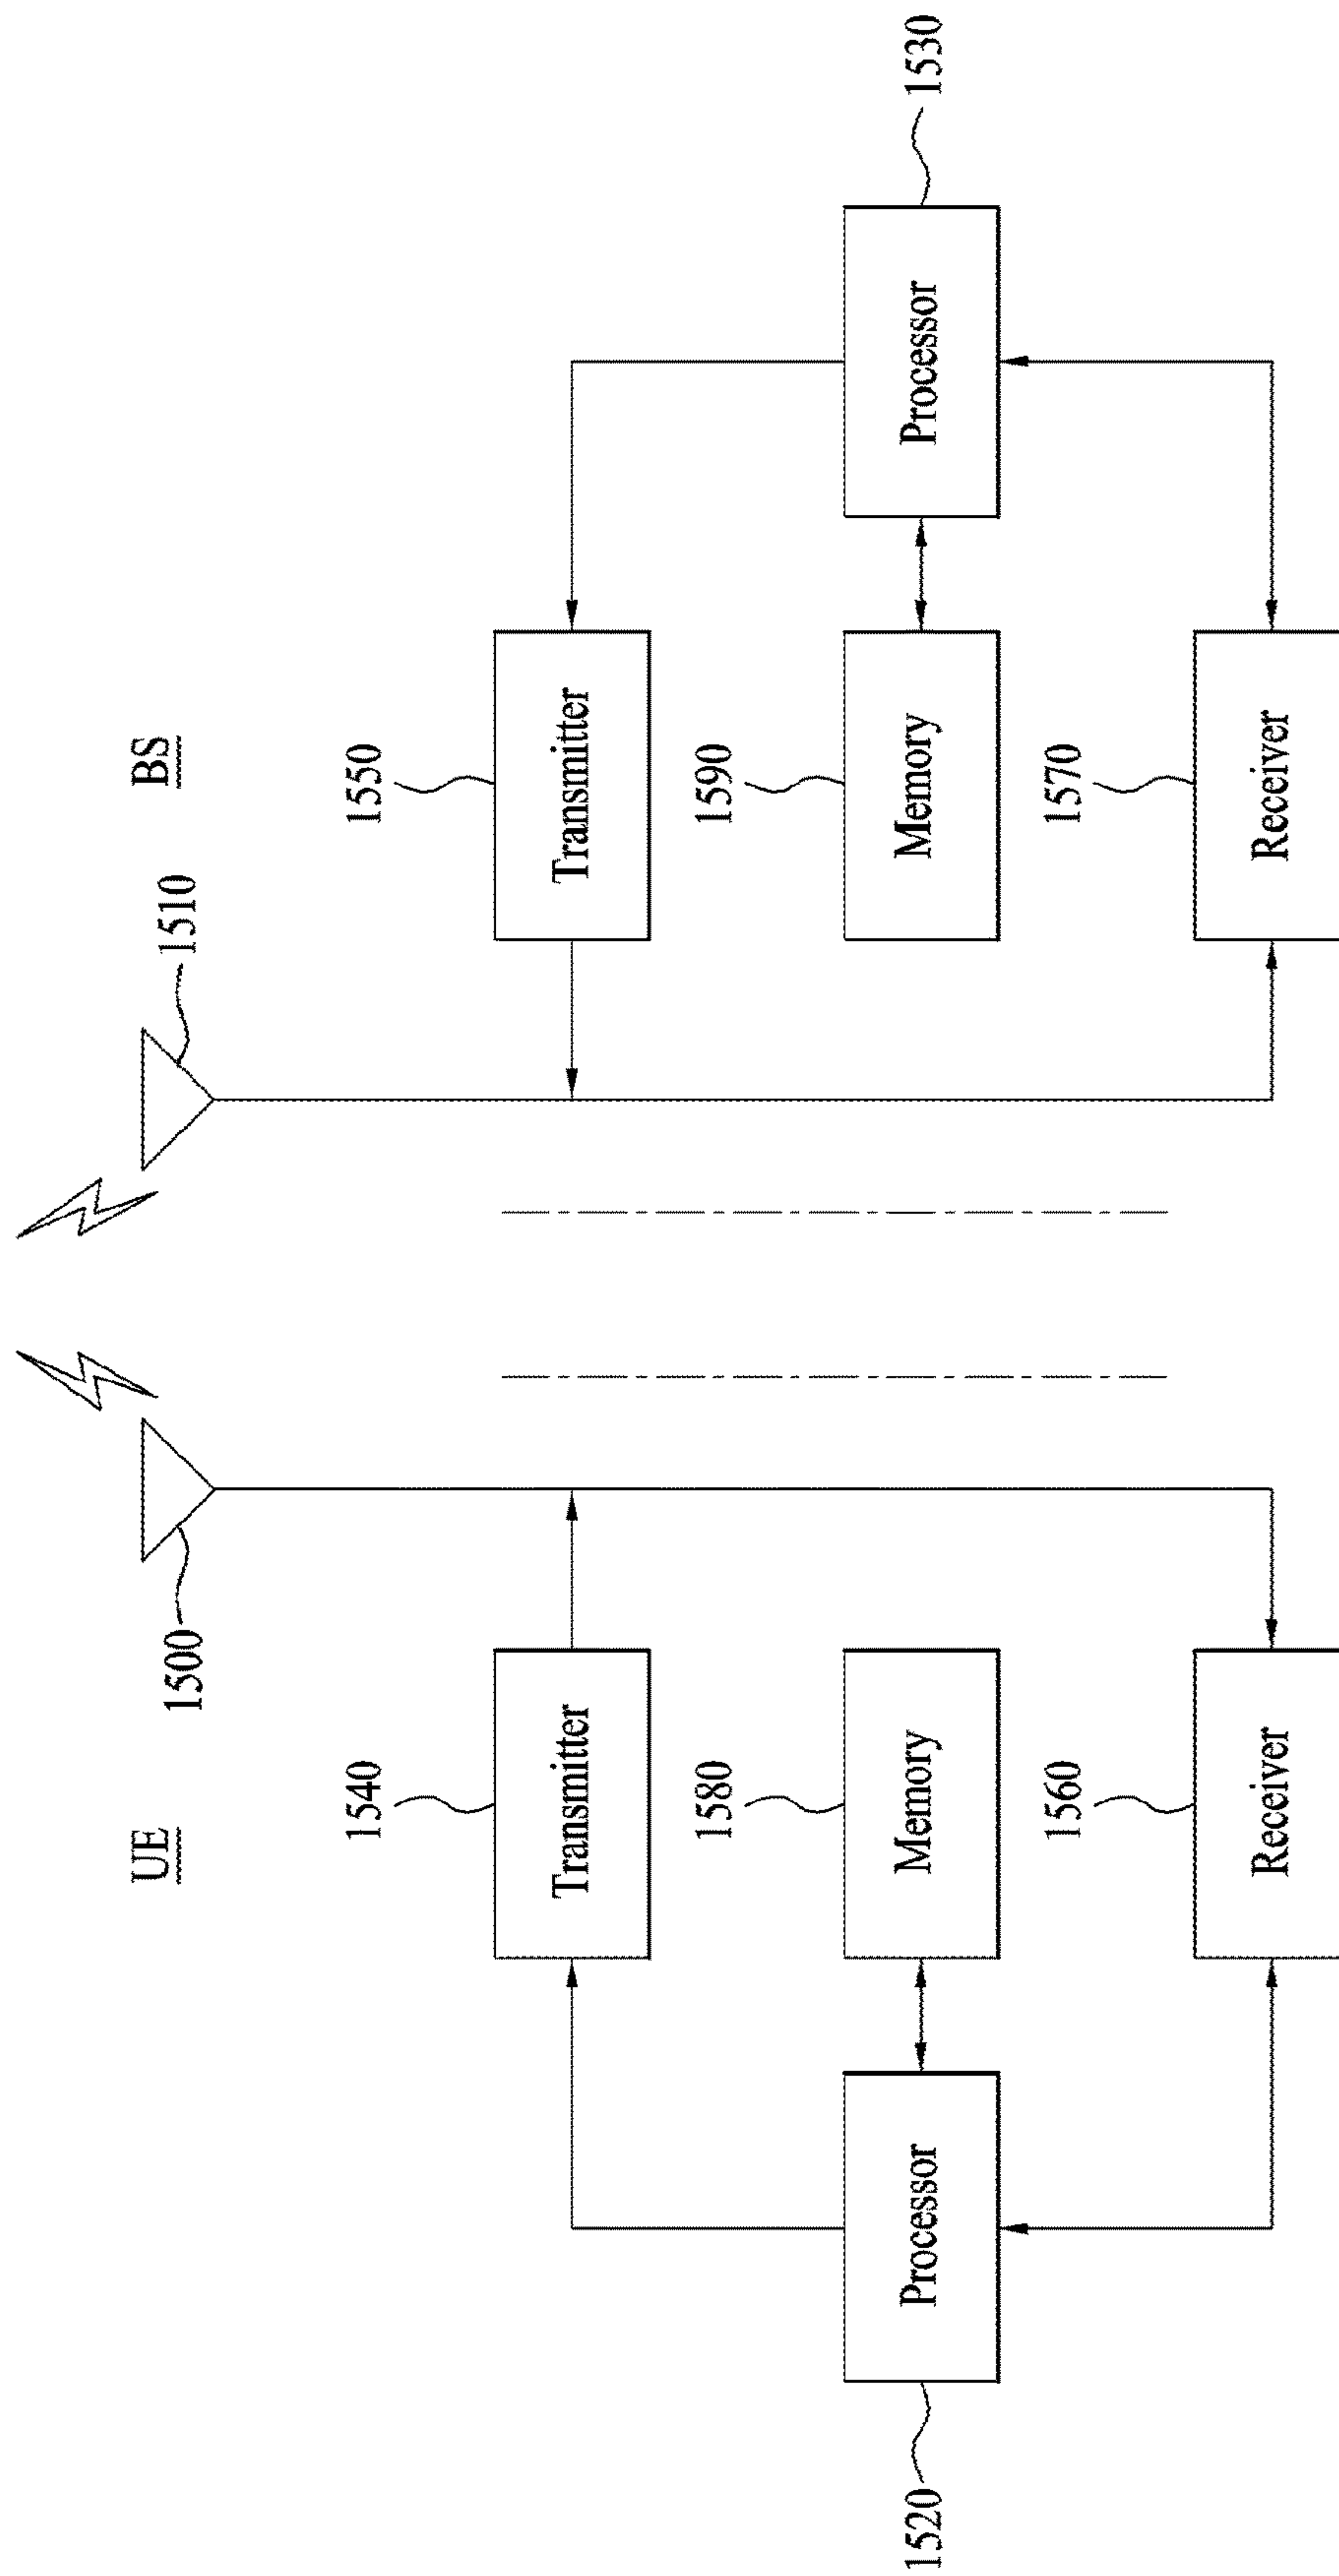 UE
BS
1500
1510
1540
1550
Transmitter
Transmitter
1580
1590
Processor
Memory
Memory
Processor
1520
1530
1560
1570
Receiver
Receiver